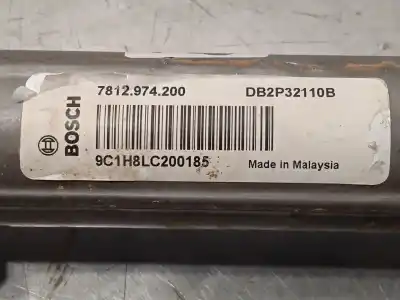 BOSCH
7812.974.200 DB2P32110B
9C1H8LC200185 Made in Malaysia